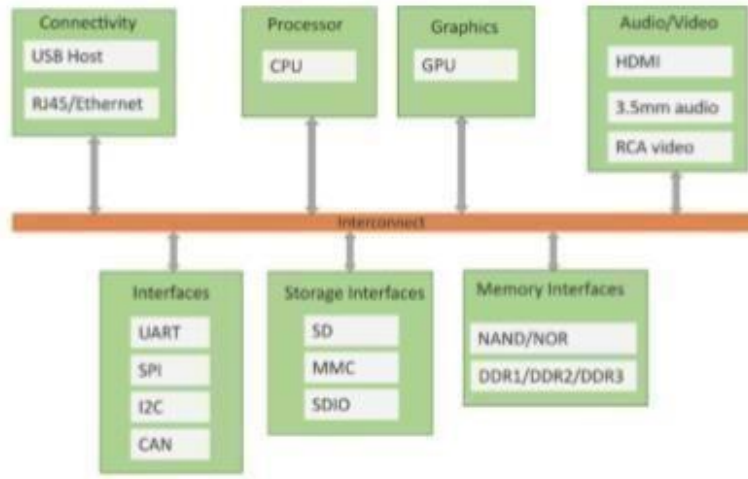 Connectivity
USB Host
RJ45/Ethernet
Processor
CPU
Graphics
GPU
Audio/Video
HDMI
3.5mm audio
RCA video
Interconnect
Interfaces
UART
SPI
I2C
CAN
Storage Interfaces
SD
MMC
SDIO
Memory Interfaces
NAND/NOR
DDR1/DDR2/DDR3